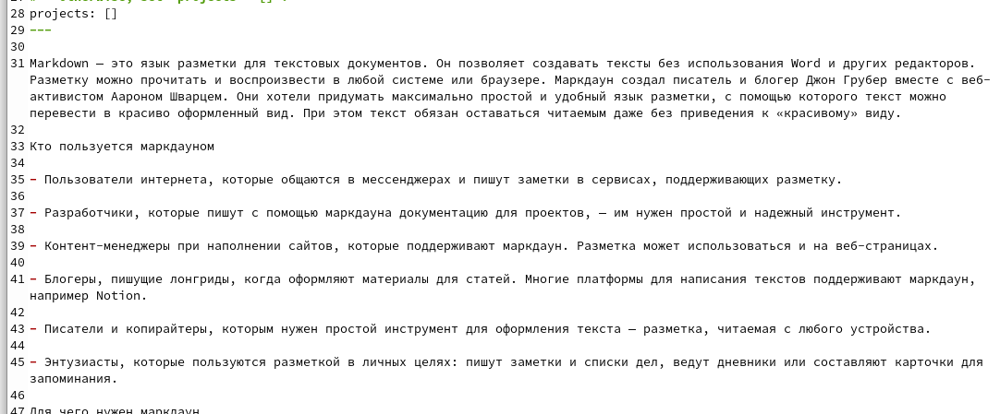 28 projects: []
29 ---
30
31 Markdown — это язык разметки для текстовых документов. Он позволяет создавать тексты без использования Word и других редакторов.
Разметку можно прочитать и воспроизвести в любой системе или браузере. Маркдаун создал писатель и блогер Джон Грубер вместе с веб-
активистом Аароном Шварцем. Они хотели придумать максимально простой и удобный язык разметки, с помощью которого текст можно
перевести в красиво оформленный вид. При этом текст обязан оставаться читаемым даже без приведения к «красивому» виду.
32
33 Кто пользуется маркдауном
34
35 - Пользователи интернета, которые общаются в мессенджерах и пишут заметки в сервисах, поддерживающих разметку.
36
37 - Разработчики, которые пишут с помощью маркдауна документацию для проектов, — им нужен простой и надежный инструмент.
38
39 - Контент-менеджеры при наполнении сайтов, которые поддерживают маркдаун. Разметка может использоваться и на веб-страницах.
40
41 - Блогеры, пишущие лонгриды, когда оформляют материалы для статей. Многие платформы для написания текстов поддерживают маркдаун,
например Notion.
42
43 - Писатели и копирайтеры, которым нужен простой инструмент для оформления текста — разметка, читаемая с любого устройства.
44
45 - Энтузиасты, которые пользуются разметкой в личных целях: пишут заметки и списки дел, ведут дневники или составляют карточки для
запоминания.
46
47 Для чего нужен маркдаун